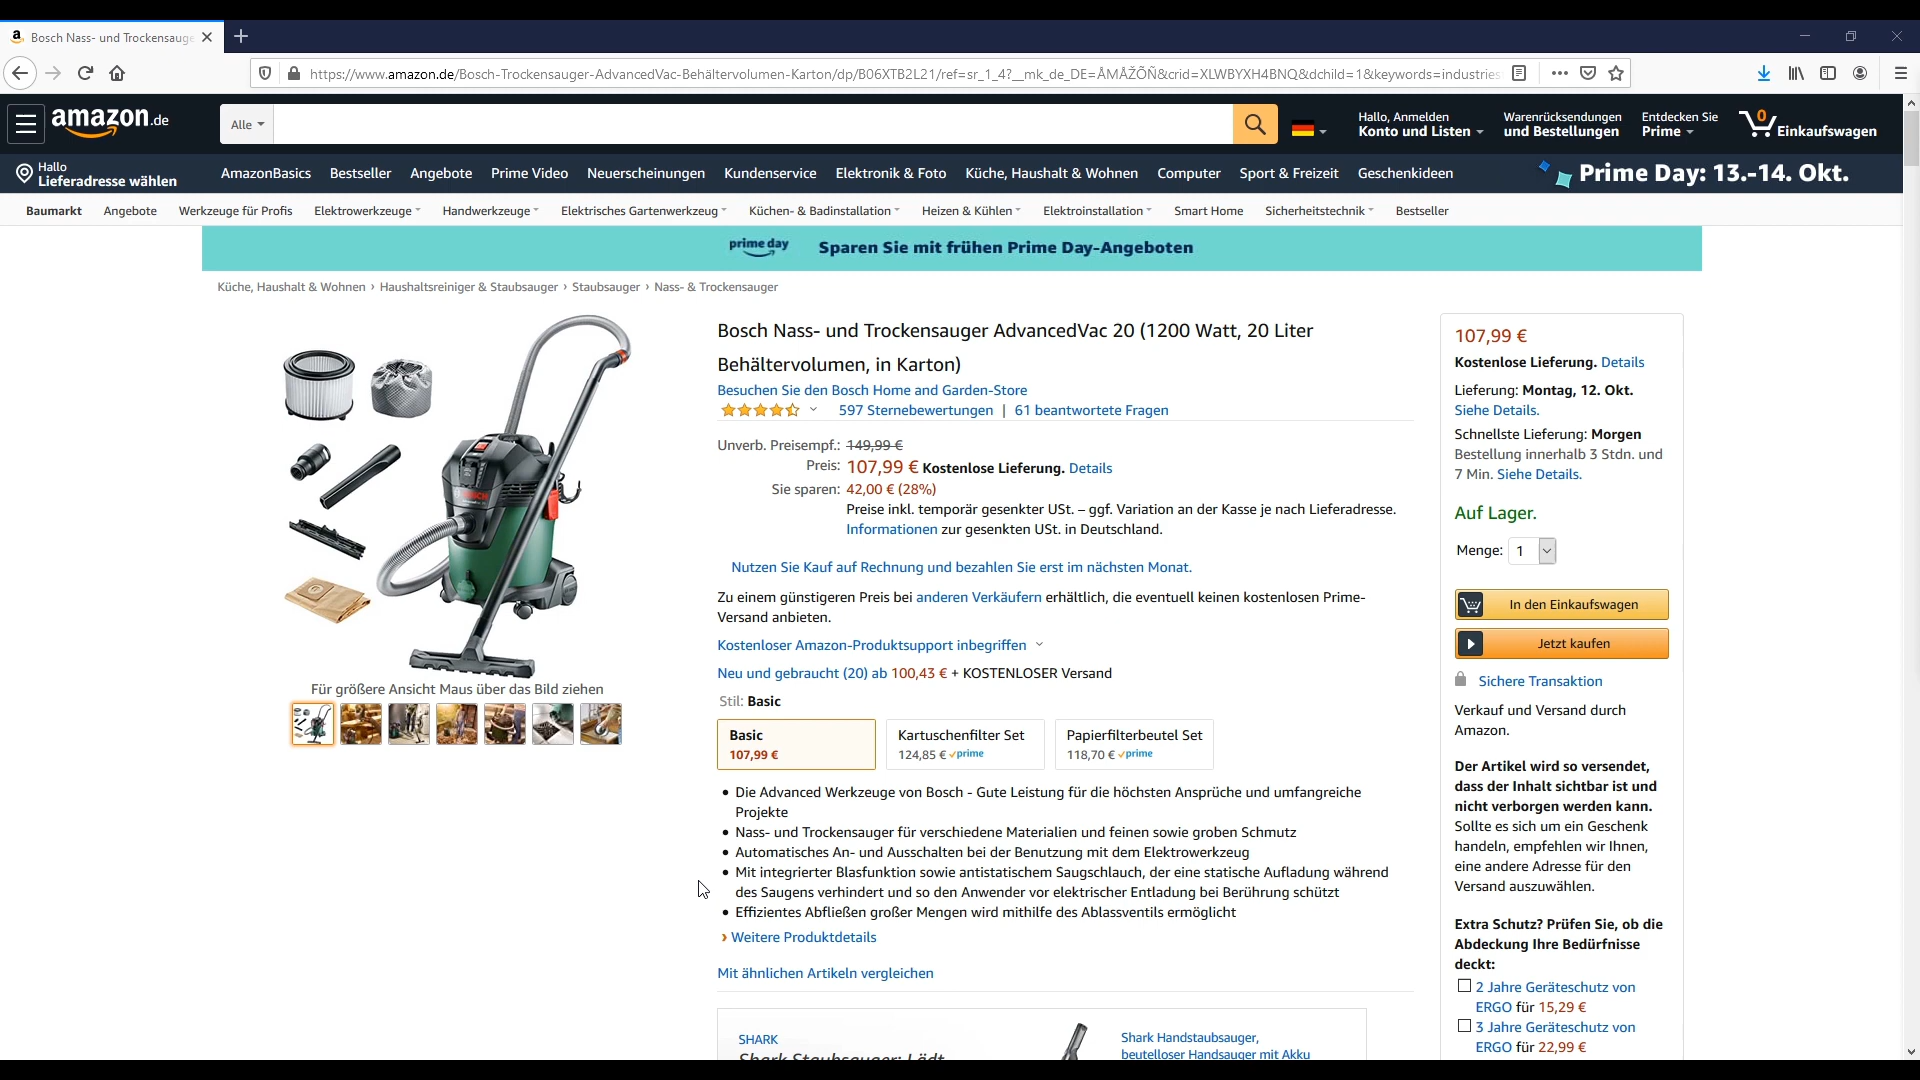 Bosch Nass- und Trockensauge
https://www.amazon.de/Bosch-Trockensauger-AdvancedVac-Behältervolumen-Karton/dp/B06XTB2L21/ref=sr_1_4?__mk_de_DE=ÅMÅŽÕÑ&crid=XLWBYXH4BNQ&dchild=1&keywords=industries
amazon.de
Alle
Hallo, Anmelden
Konto und Listen
Warenrücksendungen
und Bestellungen
Entdecken Sie
Prime
0
Einkaufswagen
Hallo
Lieferadresse wählen
AmazonBasics Bestseller Angebote Prime Video Neuerscheinungen Kundenservice Elektronik & Foto Küche, Haushalt & Wohnen Computer Sport & Freizeit Geschenkideen
Prime Day: 13.-14. Okt.
Baumarkt Angebote Werkzeuge für Profis Elektrowerkzeuge Handwerkzeuge Elektrisches Gartenwerkzeug Küchen- & Badinstallation Heizen & Kühlen Elektroinstallation Smart Home Sicherheitstechnik Bestseller
prime day Sparen Sie mit frühen Prime Day-Angeboten
Küche, Haushalt & Wohnen › Haushaltsreiniger & Staubsauger › Staubsauger › Nass- & Trockensauger
BOSCH
Für größere Ansicht Maus über das Bild ziehen
Bosch Nass- und Trockensauger AdvancedVac 20 (1200 Watt, 20 Liter
Behältervolumen, in Karton)
Besuchen Sie den Bosch Home and Garden-Store
597 Sternebewertungen | 61 beantwortete Fragen
Unverb. Preisempf.: 149,99 €
Preis: 107,99 € Kostenlose Lieferung. Details
Sie sparen: 42,00 € (28%)
Preise inkl. temporär gesenkter USt. – ggf. Variation an der Kasse je nach Lieferadresse.
Informationen zur gesenkten USt. in Deutschland.
Nutzen Sie Kauf auf Rechnung und bezahlen Sie erst im nächsten Monat.
Zu einem günstigeren Preis bei anderen Verkäufern erhältlich, die eventuell keinen kostenlosen Prime-
Versand anbieten.
Kostenloser Amazon-Produktsupport inbegriffen
Neu und gebraucht (20) ab 100,43 € + KOSTENLOSER Versand
Stil: Basic
Basic
107,99 €
Kartuschenfilter Set
124,85 € prime
Papierfilterbeutel Set
118,70 € prime
• Die Advanced Werkzeuge von Bosch - Gute Leistung für die höchsten Ansprüche und umfangreiche
Projekte
• Nass- und Trockensauger für verschiedene Materialien und feinen sowie groben Schmutz
• Automatisches An- und Ausschalten bei der Benutzung mit dem Elektrowerkzeug
• Mit integrierter Blasfunktion sowie antistatischem Saugschlauch, der eine statische Aufladung während
des Saugens verhindert und so den Anwender vor elektrischer Entladung bei Berührung schützt
• Effizientes Abfließen großer Mengen wird mithilfe des Ablassventils ermöglicht
› Weitere Produktdetails
Mit ähnlichen Artikeln vergleichen
SHARK
Shark Staubsauger: Lädt
Shark Handstaubsauger,
beutelloser Handsauger mit Akku
107,99 €
Kostenlose Lieferung. Details
Lieferung: Montag, 12. Okt.
Siehe Details.
Schnellste Lieferung: Morgen
Bestellung innerhalb 3 Stdn. und
7 Min. Siehe Details.
Auf Lager.
Menge: 1
In den Einkaufswagen
Jetzt kaufen
Sichere Transaktion
Verkauf und Versand durch
Amazon.
Der Artikel wird so versendet,
dass der Inhalt sichtbar ist und
nicht verborgen werden kann.
Sollte es sich um ein Geschenk
handeln, empfehlen wir Ihnen,
eine andere Adresse für den
Versand auszuwählen.
Extra Schutz? Prüfen Sie, ob die
Abdeckung Ihre Bedürfnisse
deckt:
2 Jahre Geräteschutz von
ERGO für 15,29 €
3 Jahre Geräteschutz von
ERGO für 22,99 €